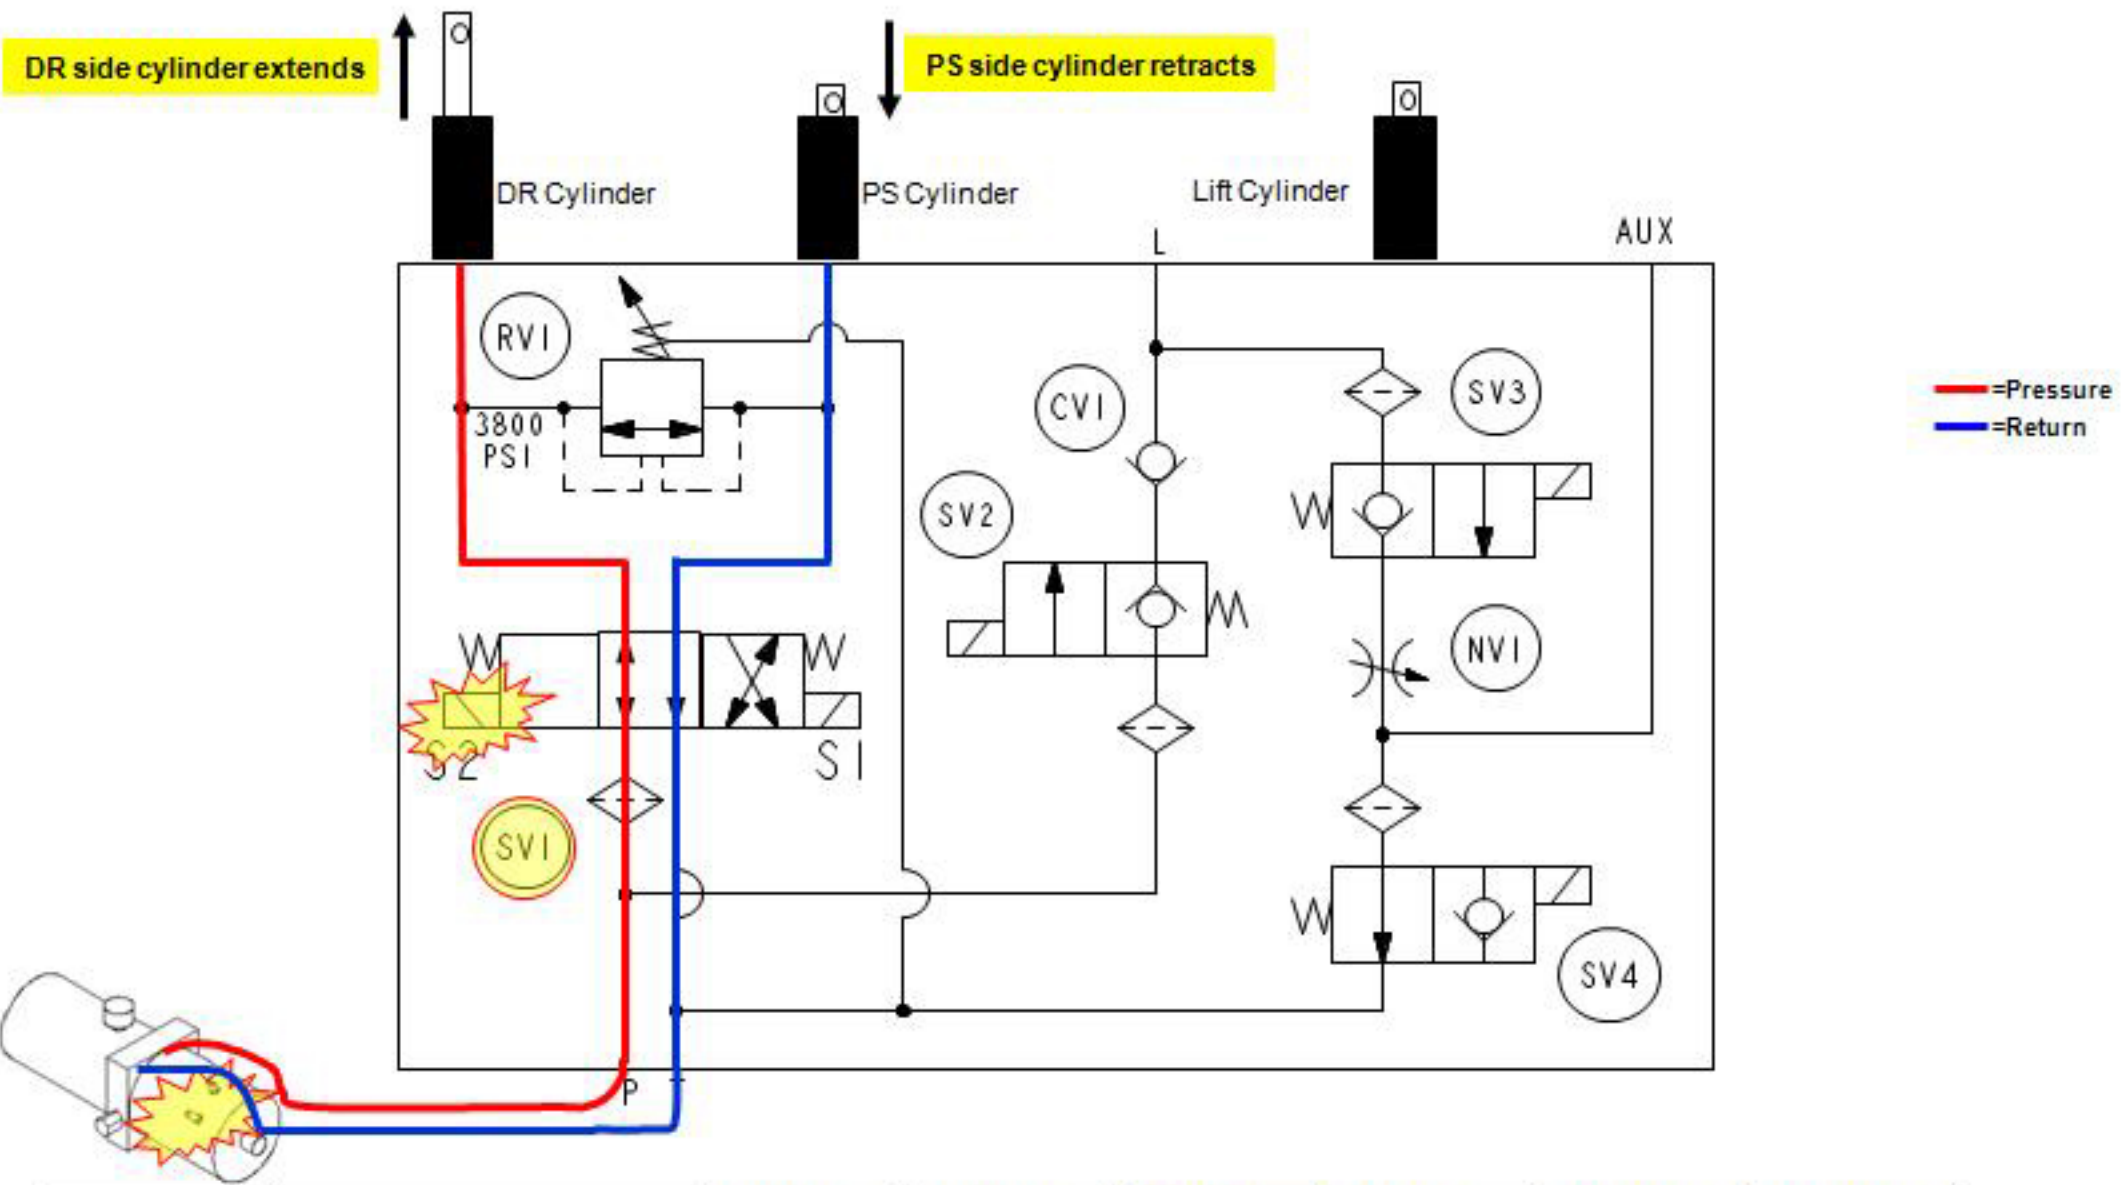 DR side cylinder extends
PS side cylinder retracts
DR Cylinder
PS Cylinder
Lift Cylinder
L
AUX
RV1
3800
PSI
CV1
SV2
SV3
NV1
=Pressure
=Return
S2
S1
SV1
SV4
P
T